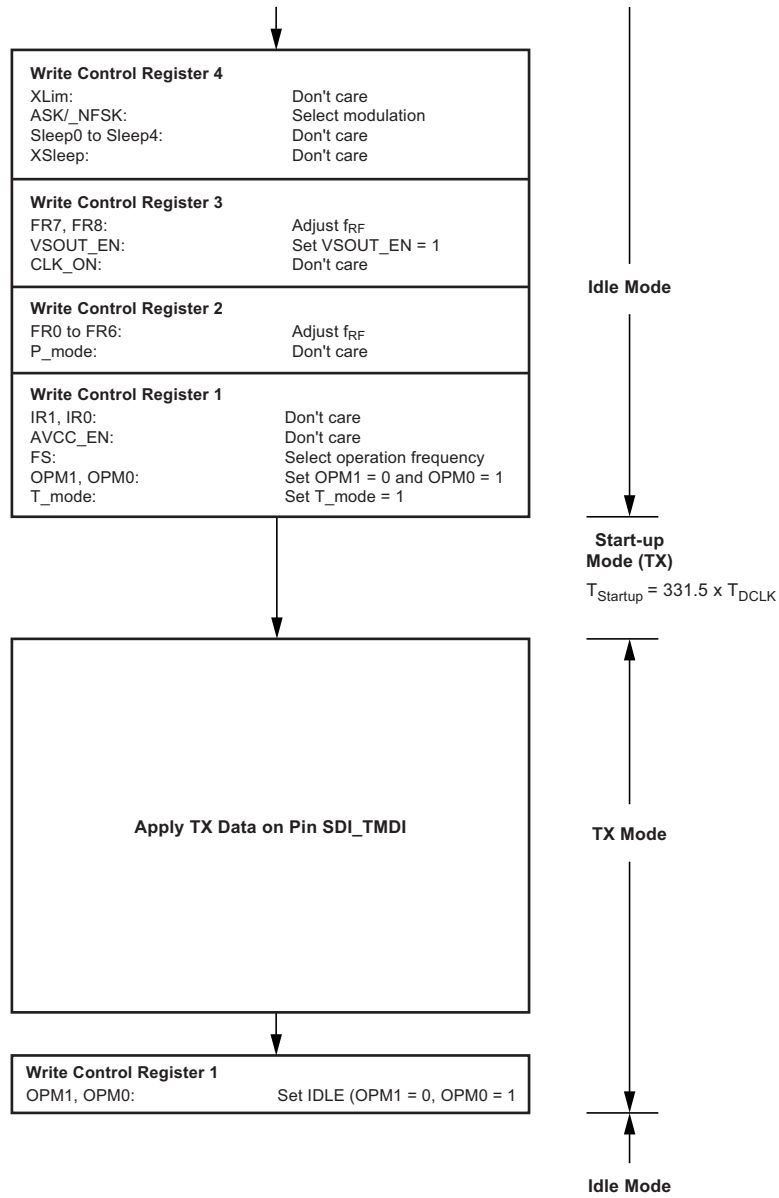 Write Control Register 4
XLim: Don't care
ASK/_NFSK: Select modulation
Sleep0 to Sleep4: Don't care
XSleep: Don't care
Write Control Register 3
FR7, FR8: Adjust fRF
VSOUT_EN: Set VSOUT_EN = 1
CLK_ON: Don't care
Idle Mode
Write Control Register 2
FR0 to FR6: Adjust fRF
P_mode: Don't care
Write Control Register 1
IR1, IR0: Don't care
AVCC_EN: Don't care
FS: Select operation frequency
OPM1, OPM0: Set OPM1 = 0 and OPM0 = 1
T_mode: Set T_mode = 1
Start-up
Mode (TX)
TStartup = 331.5 x TDCLK
Apply TX Data on Pin SDI_TMDI
TX Mode
Write Control Register 1
OPM1, OPM0: Set IDLE (OPM1 = 0, OPM0 = 1
Idle Mode